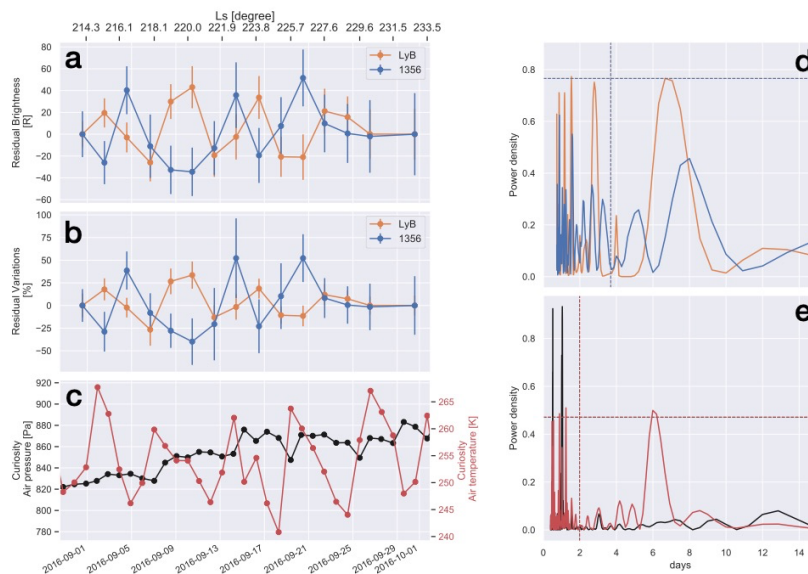 Ls [degree]
214.3 216.1 218.1 220.0 221.9 223.8 225.7 227.6 229.6 231.5 233.5
a
LyB
1356
Residual Brightness
[R]
80
60
40
20
0
−20
−40
−60
b
LyB
1356
Residual Variations
[%]
100
75
50
25
0
−25
−50
c
Curiosity
Air pressure [Pa]
920
900
880
860
840
820
800
780
265
260
255
250
245
240
Curiosity
Air temperature [K]
2016-09-01 2016-09-05 2016-09-09 2016-09-13 2016-09-17 2016-09-21 2016-09-25 2016-09-29 2016-10-01
d
Power density
0.8
0.6
0.4
0.2
0.0
e
Power density
0.8
0.6
0.4
0.2
0.0
0 2 4 6 8 10 12 14
days